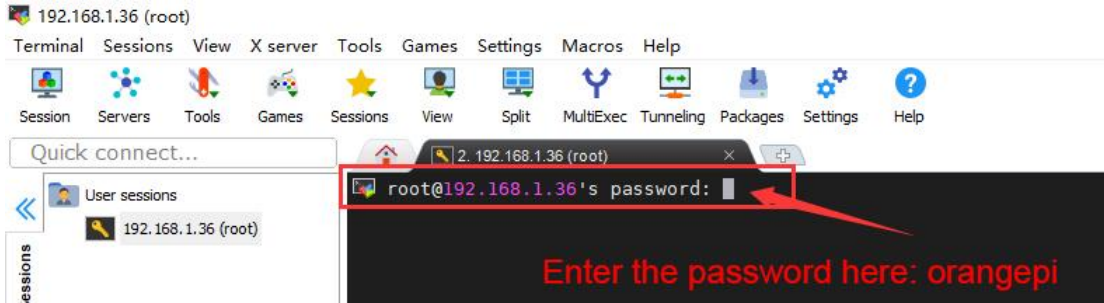 192.168.1.36 (root)
Terminal Sessions View X server Tools Games Settings Macros Help
Session Servers Tools Games Sessions View Split MultiExec Tunneling Packages Settings Help
Quick connect...
2. 192.168.1.36 (root)
root@192.168.1.36's password:
User sessions
192.168.1.36 (root)
Enter the password here: orangepi